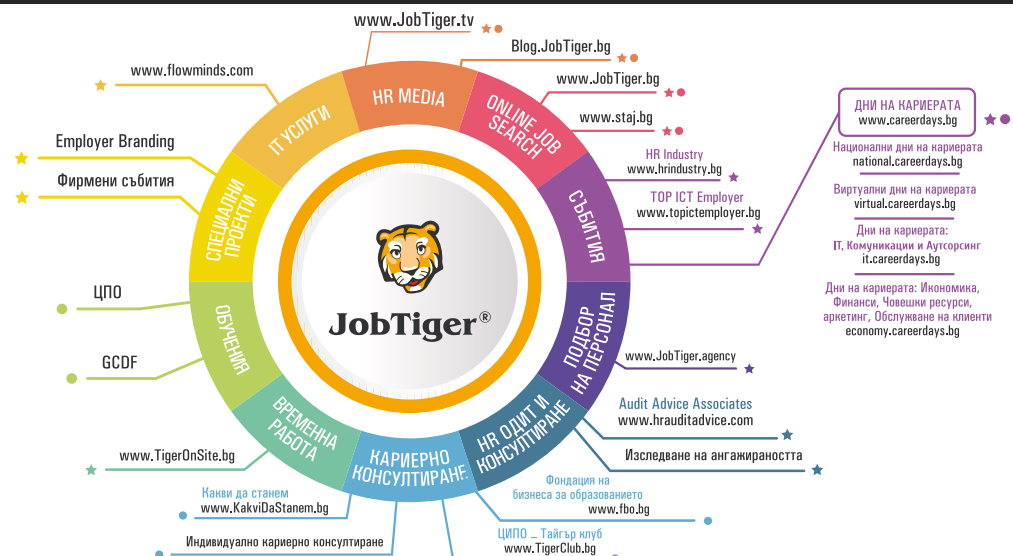 www.JobTiger.tv
Blog.JobTiger.bg
www.flowminds.com
www.JobTiger.bg
www.staj.bg
Employer Branding
Фирмени събития
HR Industry
www.hrindustry.bg
TOP ICT Employer
www.topictemployer.bg
ДНИ НА КАРИЕРАТА
www.careerdays.bg
Национални дни на кариерата
national.careerdays.bg
Виртуални дни на кариерата
virtual.careerdays.bg
Дни на кариерата:
IT, Комуникации и Аутсорсинг
it.careerdays.bg
Дни на кариерата: Икономика,
Финанси, Човешки ресурси,
аркетинг, Обслужване на клиенти
economy.careerdays.bg
HR MEDIA
ONLINE JOB
SEARCH
СЪБИТИЯ
ПОДБОР
НА ПЕРСОНАЛ
HR ОДИТ И
КОНСУЛТИРАНЕ
КАРИЕРНО
КОНСУЛТИРАНЕ.
ВРЕМЕННА
РАБОТА
ОБУЧЕНИЯ
СПЕЦИАЛНИ
ПРОЕКТИ
IT УСЛУГИ
JobTiger®
ЦПО
GCDF
www.JobTiger.agency
Audit Advice Associates
www.hrauditadvice.com
Изследване на ангажираността
www.TigerOnSite.bg
Какви да станем
www.KakviDaStanem.bg
Индивидуално кариерно консултиране
Фондация на
бизнеса за образованието
www.fbo.bg
ЦИПО _ Тайгър клуб
www.TigerClub.bg